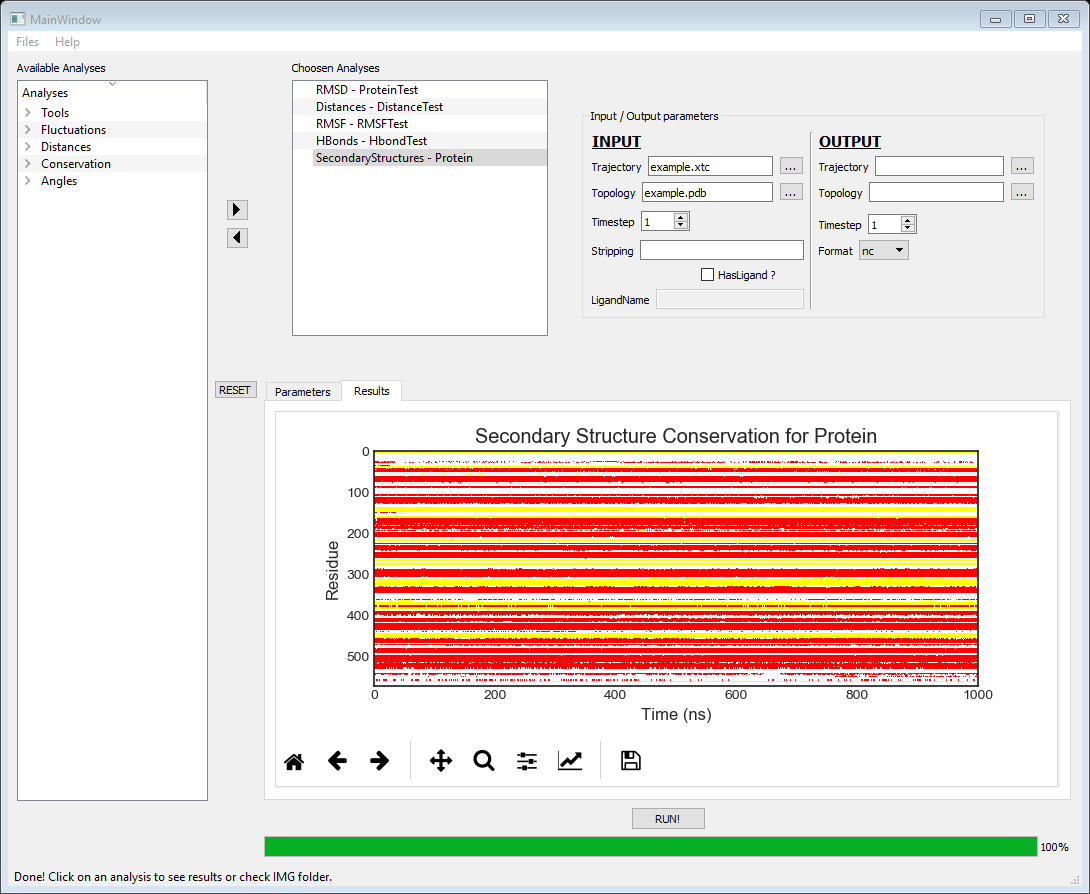 MainWindow
Files Help
Available Analyses
Analyses
Tools
Fluctuations
Distances
Conservation
Angles
Choosen Analyses
RMSD - ProteinTest
Distances - DistanceTest
RMSF - RMSFTest
HBonds - HbondTest
SecondaryStructures - Protein
Input / Output parameters
INPUT
Trajectory example.xtc ...
Topology example.pdb ...
Timestep 1
Stripping
HasLigand ?
LigandName
OUTPUT
Trajectory ...
Topology ...
Timestep 1
Format nc
RESET
Parameters Results
Secondary Structure Conservation for Protein
Residue
0
100
200
300
400
500
0 200 400 600 800 1000
Time (ns)
RUN!
100%
Done! Click on an analysis to see results or check IMG folder.